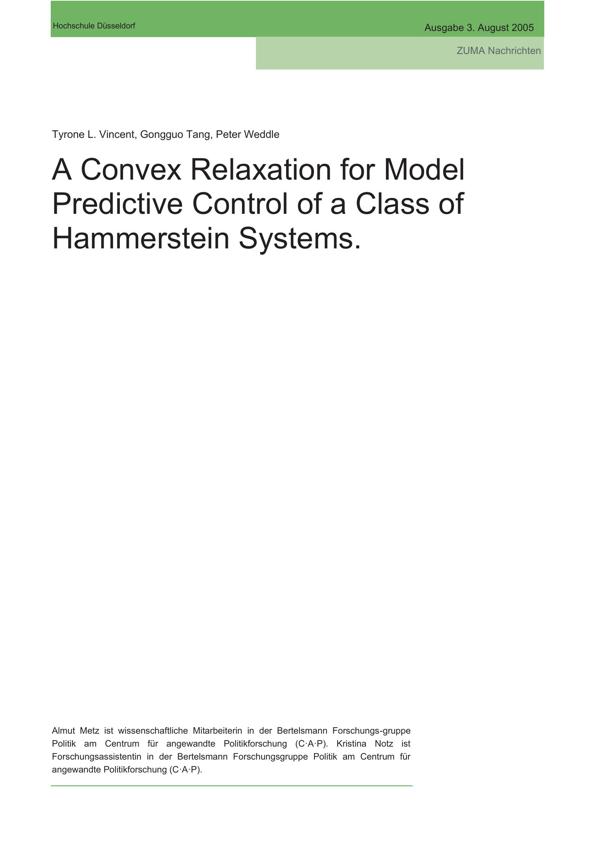 Hochschule Düsseldorf
Ausgabe 3. August 2005
ZUMA Nachrichten
Tyrone L. Vincent, Gongguo Tang, Peter Weddle
A Convex Relaxation for Model
Predictive Control of a Class of
Hammerstein Systems.
Almut Metz ist wissenschaftliche Mitarbeiterin in der Bertelsmann Forschungs-gruppe
Politik am Centrum für angewandte Politikforschung (C·A·P). Kristina Notz ist
Forschungsassistentin in der Bertelsmann Forschungsgruppe Politik am Centrum für
angewandte Politikforschung (C·A·P).